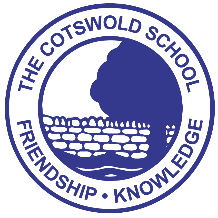 THE COTSWOLD SCHOOL
FRIENDSHIP • KNOWLEDGE